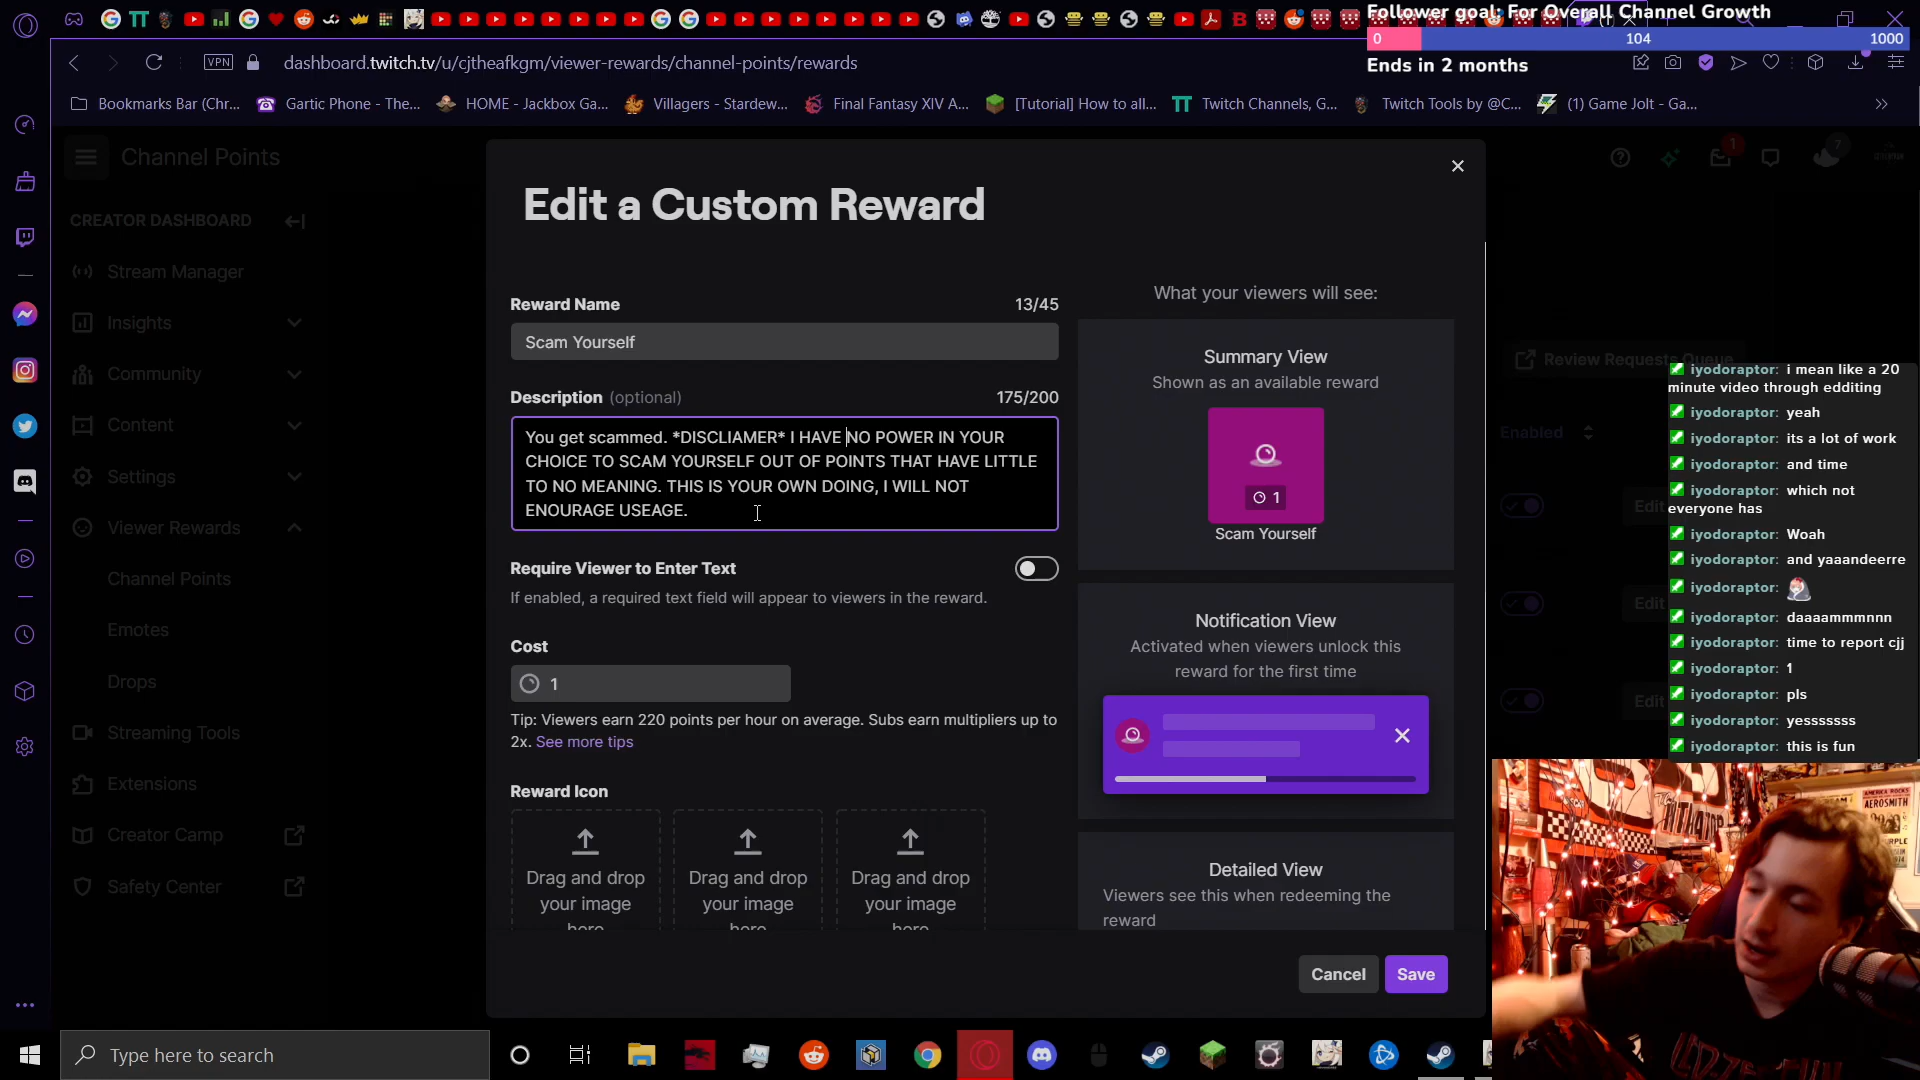 Follower goal: For Overall Channel Growth
0 104 1000
Ends in 2 months
VPN
dashboard.twitch.tv/u/cjtheafkgm/viewer-rewards/channel-points/rewards
Bookmarks Bar (Chr...
Gartic Phone - The...
HOME - Jackbox Ga...
Villagers - Stardew...
Final Fantasy XIV A...
[Tutorial] How to all...
Twitch Channels, G...
Twitch Tools by @C...
(1) Game Jolt - Ga...
Channel Points
1
7
CREATOR DASHBOARD
Stream Manager
Insights
Community
Content
Settings
Viewer Rewards
Channel Points
Emotes
Drops
Streaming Tools
Extensions
Creator Camp
Safety Center
Edit a Custom Reward
Reward Name
13/45
Scam Yourself
Description (optional)
175/200
You get scammed. *DISCLIAMER* I HAVE NO POWER IN YOUR
CHOICE TO SCAM YOURSELF OUT OF POINTS THAT HAVE LITTLE
TO NO MEANING. THIS IS YOUR OWN DOING, I WILL NOT
ENOURAGE USEAGE.
Require Viewer to Enter Text
If enabled, a required text field will appear to viewers in the reward.
Cost
1
Tip: Viewers earn 220 points per hour on average. Subs earn multipliers up to
2x. See more tips
Reward Icon
Drag and drop
your image
here
Drag and drop
your image
here
Drag and drop
your image
here
What your viewers will see:
Summary View
Shown as an available reward
1
Scam Yourself
Notification View
Activated when viewers unlock this
reward for the first time
Detailed View
Viewers see this when redeeming the
reward
Cancel
Save
Review Requests Queue
Enabled
Edit
Edit
Edit
iyodoraptor: i mean like a 20
minute video through edditing
iyodoraptor: yeah
iyodoraptor: its a lot of work
iyodoraptor: and time
iyodoraptor: which not
everyone has
iyodoraptor: Woah
iyodoraptor: and yaaandeerre
iyodoraptor:
iyodoraptor: daaaammmnnn
iyodoraptor: time to report cjj
iyodoraptor: 1
iyodoraptor: pls
iyodoraptor: yesssssss
iyodoraptor: this is fun
AMERICA ROCKS
AEROSMITH
Type here to search